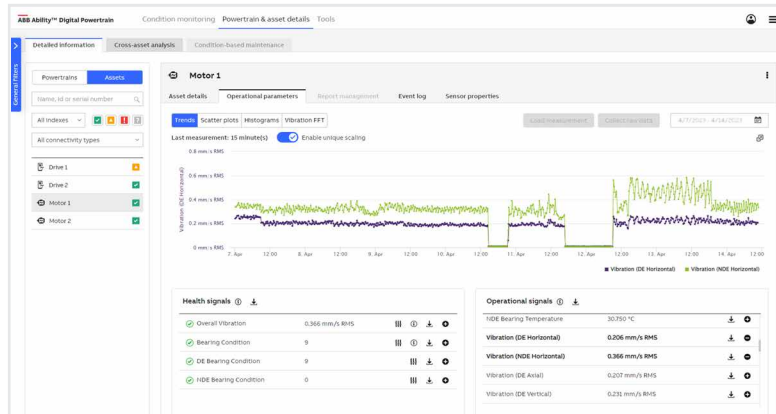 ABB Ability™ Digital Powertrain
Condition monitoring Powertrain & asset details Tools
Detailed information Cross-asset analysis Condition-based maintenance
General filters
Powertrains Assets
Name, id or serial number
All indexes
All connectivity types
Drive 1
Drive 2
Motor 1
Motor 2
Motor 1
Asset details Operational parameters Report management Event log Sensor properties
Trends Scatter plots Histograms Vibration FFT
Load measurement Collect raw data 4/7/2023 - 4/14/2023
Last measurement: 15 minute(s) Enable unique scaling
Vibration (DE Horizontal)
0.8 mm/s RMS
0.6 mm/s RMS
0.4 mm/s RMS
0.2 mm/s RMS
0 mm/s RMS
7. Apr 12:00 8. Apr 12:00 9. Apr 12:00 10. Apr 12:00 11. Apr 12:00 12. Apr 12:00 13. Apr 12:00 14. Apr 12:00
Vibration (DE Horizontal) Vibration (NDE Horizontal)
Health signals
Overall Vibration 0.366 mm/s RMS
Bearing Condition 9
DE Bearing Condition 9
NDE Bearing Condition 0
Operational signals
NDE Bearing Temperature 30.750 °C
Vibration (DE Horizontal) 0.206 mm/s RMS
Vibration (NDE Horizontal) 0.366 mm/s RMS
Vibration (DE Axial) 0.207 mm/s RMS
Vibration (DE Vertical) 0.231 mm/s RMS